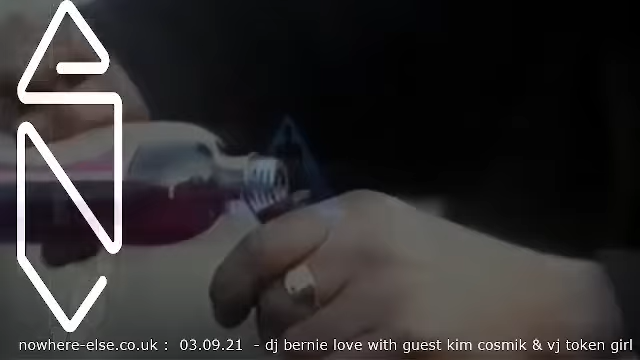 nowhere-else.co.uk : 03.09.21 - dj bernie love with guest kim cosmik & vj token girl